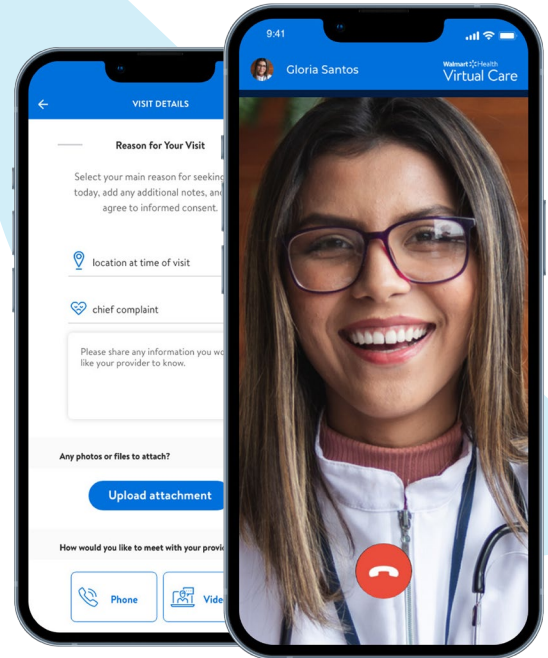 VISIT DETAILS
Reason for Your Visit
Select your main reason for seeking
today, add any additional notes, and
agree to informed consent.
location at time of visit
chief complaint
Please share any information you wo
like your provider to know.
Any photos or files to attach?
Upload attachment
How would you like to meet with your provi
Phone
Vide
9:41
Gloria Santos
Walmart Health
Virtual Care